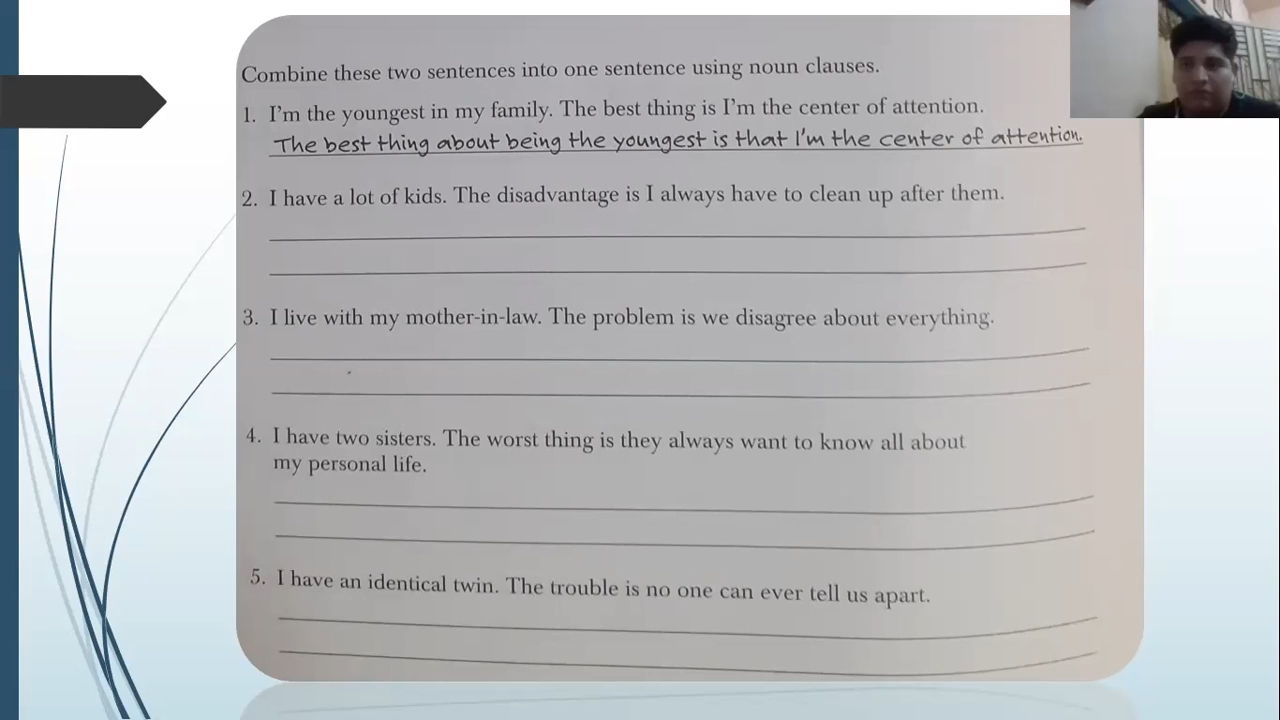 Combine these two sentences into one sentence using noun clauses.
1. I'm the youngest in my family. The best thing is I'm the center of attention.
The best thing about being the youngest is that I'm the center of attention.
2. I have a lot of kids. The disadvantage is I always have to clean up after them.
3. I live with my mother-in-law. The problem is we disagree about everything.
4. I have two sisters. The worst thing is they always want to know all about
my personal life.
5. I have an identical twin. The trouble is no one can ever tell us apart.